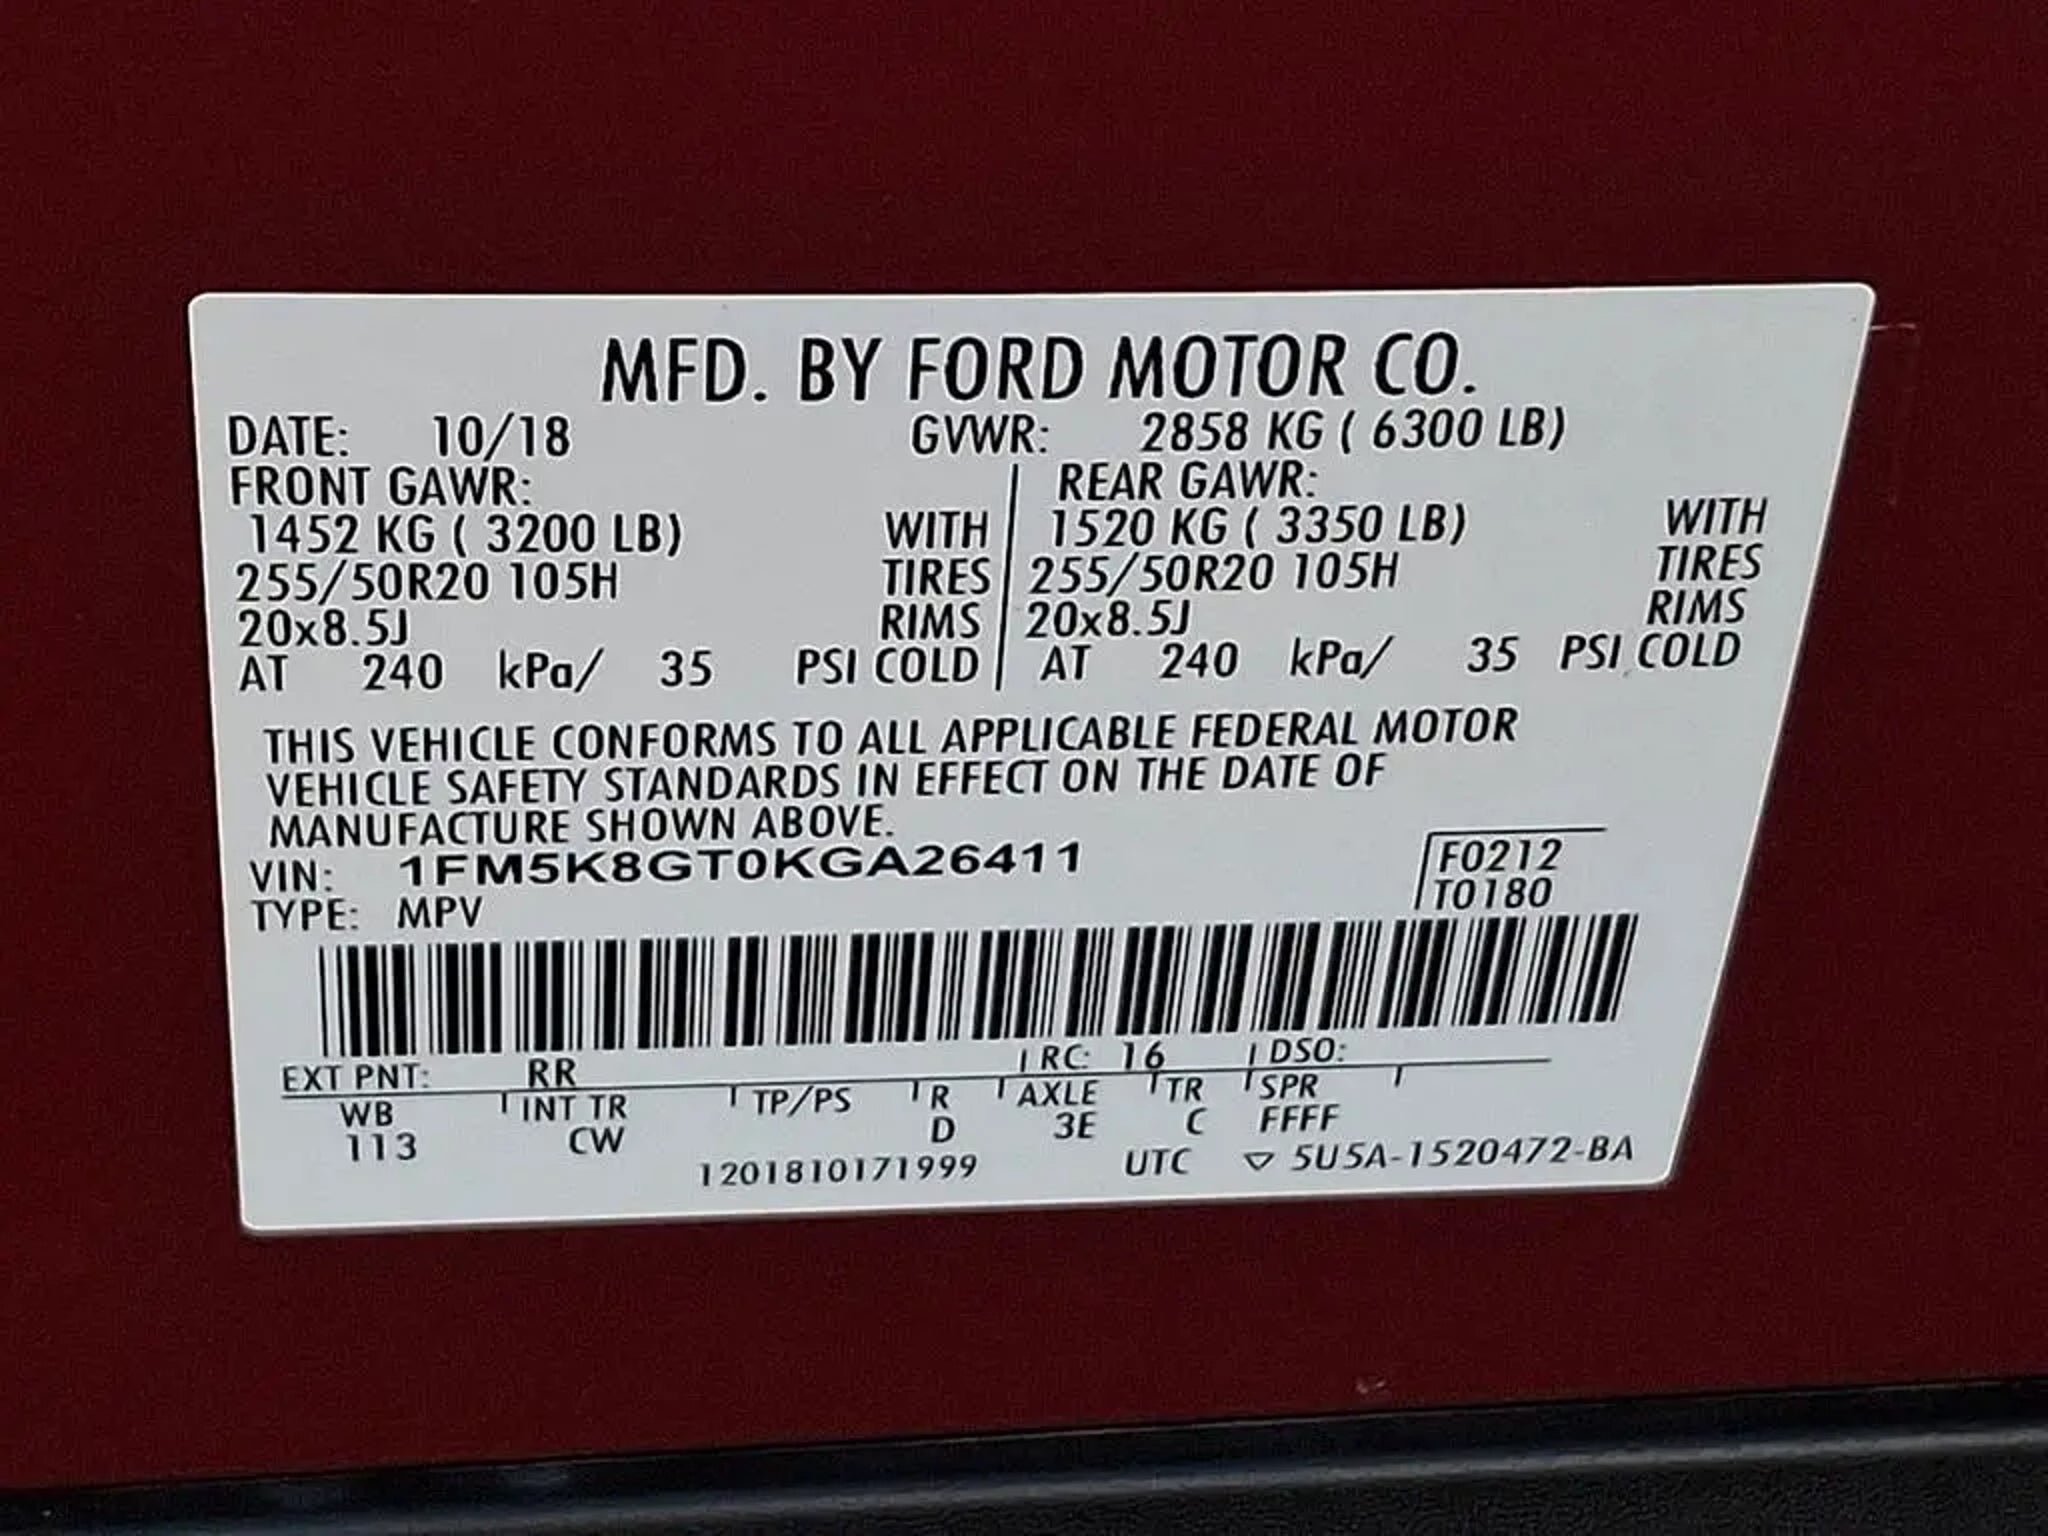 MFD. BY FORD MOTOR CO.
DATE: 10/18 GVWR: 2858 KG ( 6300 LB)
FRONT GAWR: REAR GAWR:
1452 KG ( 3200 LB) WITH 1520 KG ( 3350 LB) WITH
255/50R20 105H TIRES 255/50R20 105H TIRES
20x8.5J RIMS 20x8.5J RIMS
AT 240 kPa/ 35 PSI COLD AT 240 kPa/ 35 PSI COLD
THIS VEHICLE CONFORMS TO ALL APPLICABLE FEDERAL MOTOR
VEHICLE SAFETY STANDARDS IN EFFECT ON THE DATE OF
MANUFACTURE SHOWN ABOVE.
VIN: 1FM5K8GT0KGA26411 F0212
TYPE: MPV T0180
EXT PNT: RR RC: 16 DSO:
WB INT TR TP/PS R AXLE TR SPR
113 CW D 3E C FFFF
1201810171999 UTC ▽ 5U5A-1520472-BA